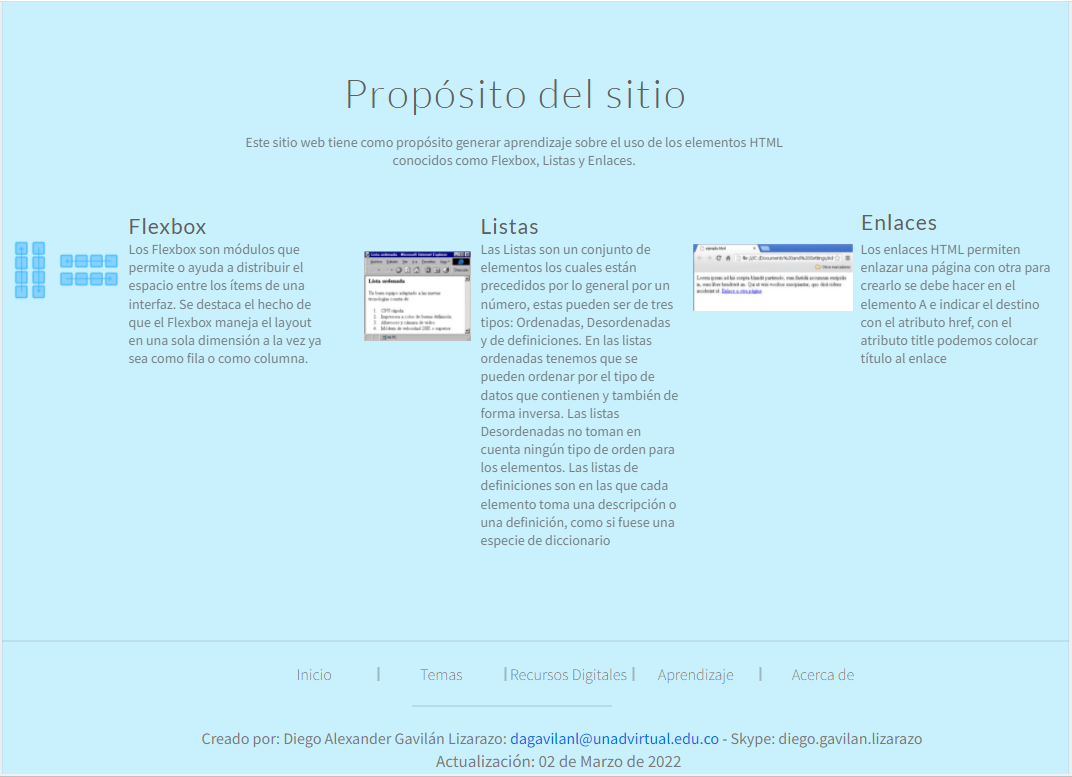 Propósito del sitio
Este sitio web tiene como propósito generar aprendizaje sobre el uso de los elementos HTML
conocidos como Flexbox, Listas y Enlaces.
Flexbox
Los Flexbox son módulos que
permite o ayuda a distribuir el
espacio entre los ítems de una
interfaz. Se destaca el hecho de
que el Flexbox maneja el layout
en una sola dimensión a la vez ya
sea como fila o como columna.
Lista ordenada
Listas
Las Listas son un conjunto de
elementos los cuales están
precedidos por lo general por un
número, estas pueden ser de tres
tipos: Ordenadas, Desordenadas
y de definiciones. En las listas
ordenadas tenemos que se
pueden ordenar por el tipo de
datos que contienen y también de
forma inversa. Las listas
Desordenadas no toman en
cuenta ningún tipo de orden para
los elementos. Las listas de
definiciones son en las que cada
elemento toma una descripción o
una definición, como si fuese una
especie de diccionario
Enlaces
Los enlaces HTML permiten
enlazar una página con otra para
crearlo se debe hacer en el
elemento A e indicar el destino
con el atributo href, con el
atributo title podemos colocar
título al enlace
Inicio | Temas | Recursos Digitales | Aprendizaje | Acerca de
Creado por: Diego Alexander Gavilán Lizarazo: dagavilanl@unadvirtual.edu.co - Skype: diego.gavilan.lizarazo
Actualización: 02 de Marzo de 2022